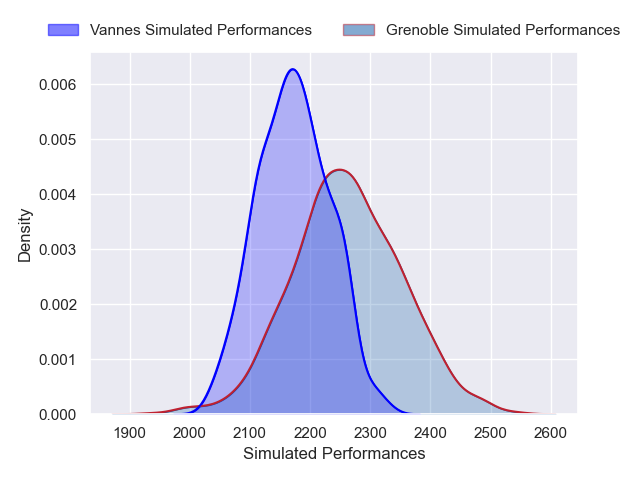 Vannes Simulated Performances
Grenoble Simulated Performances
0.006
0.005
0.004
0.003
0.002
0.001
0.000
Density
1900 2000 2100 2200 2300 2400 2500 2600
Simulated Performances